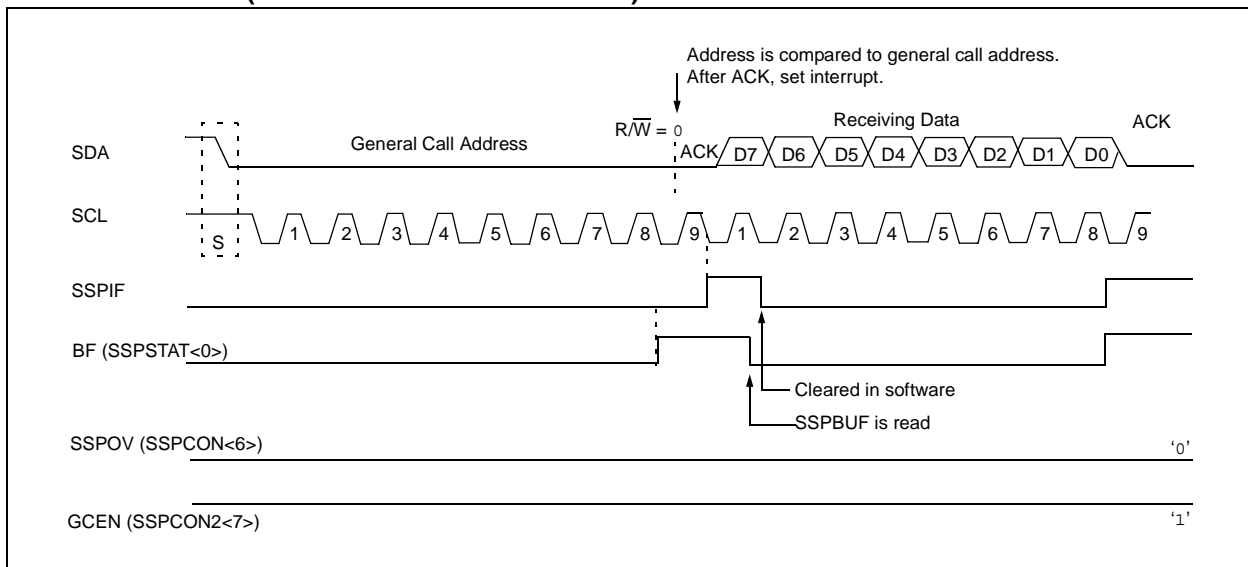 Address is compared to general call address.
After ACK, set interrupt.
R/W = 0
Receiving Data
ACK
SDA
General Call Address
ACK
D7 D6 D5 D4 D3 D2 D1 D0
SCL
S
1 2 3 4 5 6 7 8 9 1 2 3 4 5 6 7 8 9
SSPIF
BF (SSPSTAT<0>)
Cleared in software
SSPBUF is read
SSPOV (SSPCON<6>)
‘0’
GCEN (SSPCON2<7>)
‘1’